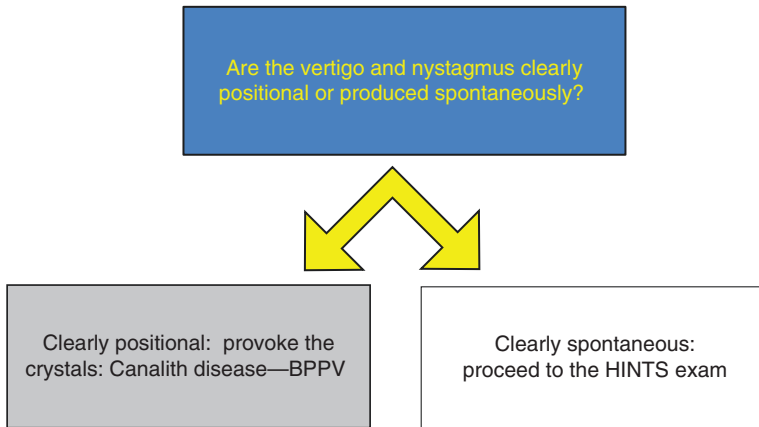 Are the vertigo and nystagmus clearly
positional or produced spontaneously?
Clearly positional:  provoke the
crystals: Canalith disease—BPPV
Clearly spontaneous:
proceed to the HINTS exam